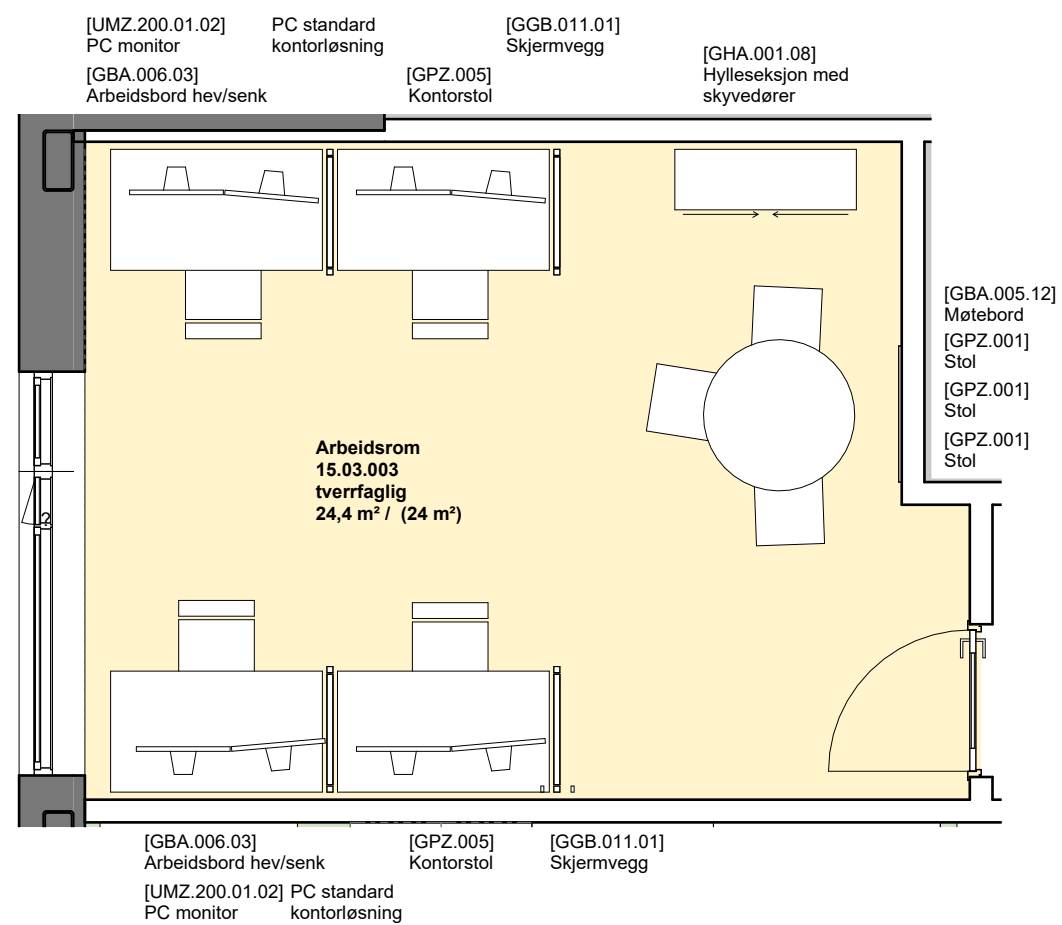 [UMZ.200.01.02]
PC monitor
PC standard
kontorløsning
[GGB.011.01]
Skjermvegg
[GBA.006.03]
Arbeidsbord hev/senk
[GPZ.005]
Kontorstol
[GHA.001.08]
Hylleseksjon med
skyvedører
[GBA.005.12]
Møtebord
[GPZ.001]
Stol
[GPZ.001]
Stol
[GPZ.001]
Stol
Arbeidsrom
15.03.003
tverrfaglig
24,4 m² / (24 m²)
?
[GBA.006.03]
Arbeidsbord hev/senk
[GPZ.005]
Kontorstol
[GGB.011.01]
Skjermvegg
[UMZ.200.01.02]
PC monitor
PC standard
kontorløsning